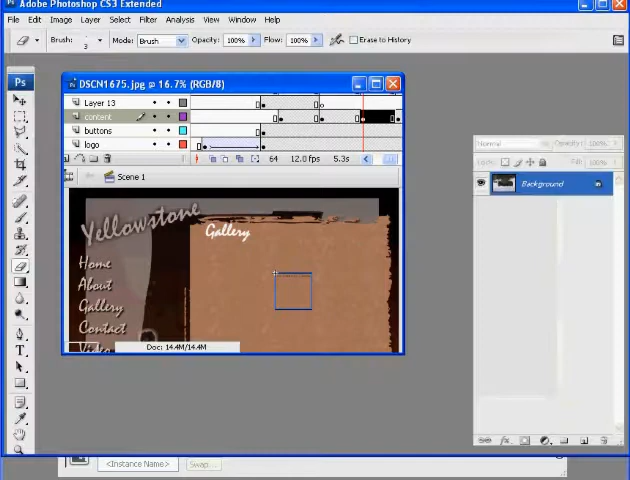 Adobe Photoshop CS3 Extended
File Edit Image Layer Select Filter Analysis View Window Help
Brush: 3 Mode: Brush Opacity: 100% Flow: 100% Erase to History
Ps
DSCN1675.jpg @ 16.7% (RGB/8)
Layer 13
content
buttons
logo
64 12.0 fps 5.3s
Scene 1
Yellowstone
Gallery
Home
About
Gallery
Contact
Video
Doc: 14.4M/14.4M
Normal Opacity: 100%
Lock: Fill: 100%
Background
<Instance Name> Swap...